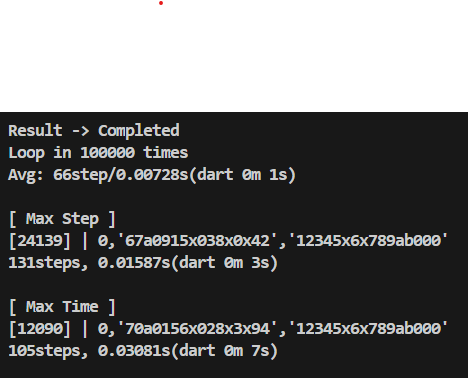 Result -> Completed
Loop in 100000 times
Avg: 66step/0.00728s(dart 0m 1s)
[ Max Step ]
[24139] | 0,'67a0915x038x0x42','12345x6x789ab000'
131steps, 0.01587s(dart 0m 3s)
[ Max Time ]
[12090] | 0,'70a0156x028x3x94','12345x6x789ab000'
105steps, 0.03081s(dart 0m 7s)